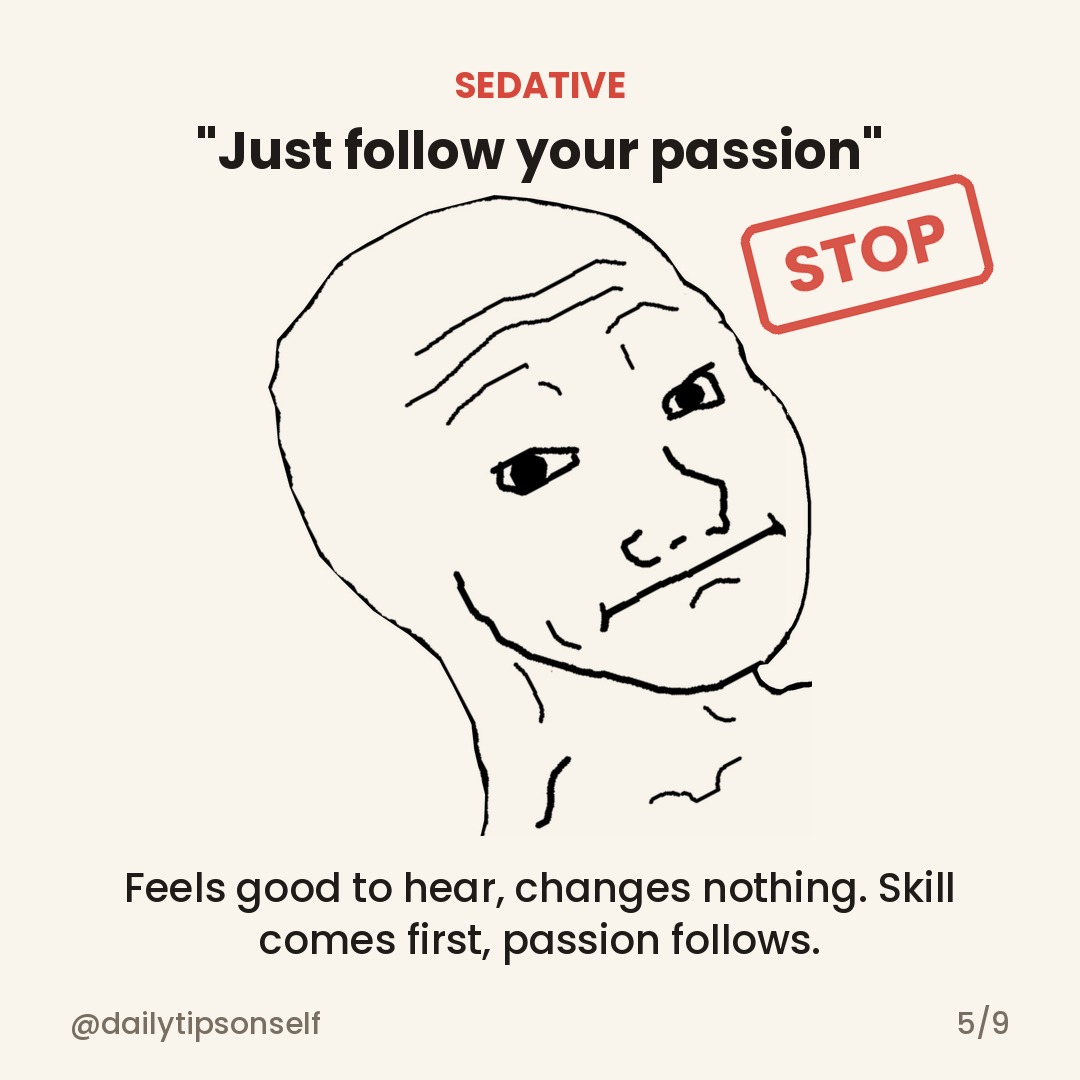 SEDATIVE
"Just follow your passion"
STOP
Feels good to hear, changes nothing. Skill
comes first, passion follows.
@dailytipsonself
5/9